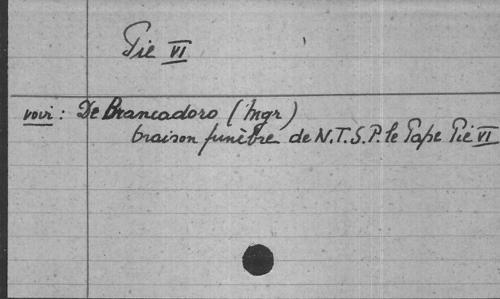 Pie VI
voir : De Brancadoro (Mgr)
Oraison funèbre de N.T.S.P. le Pape Pie VI